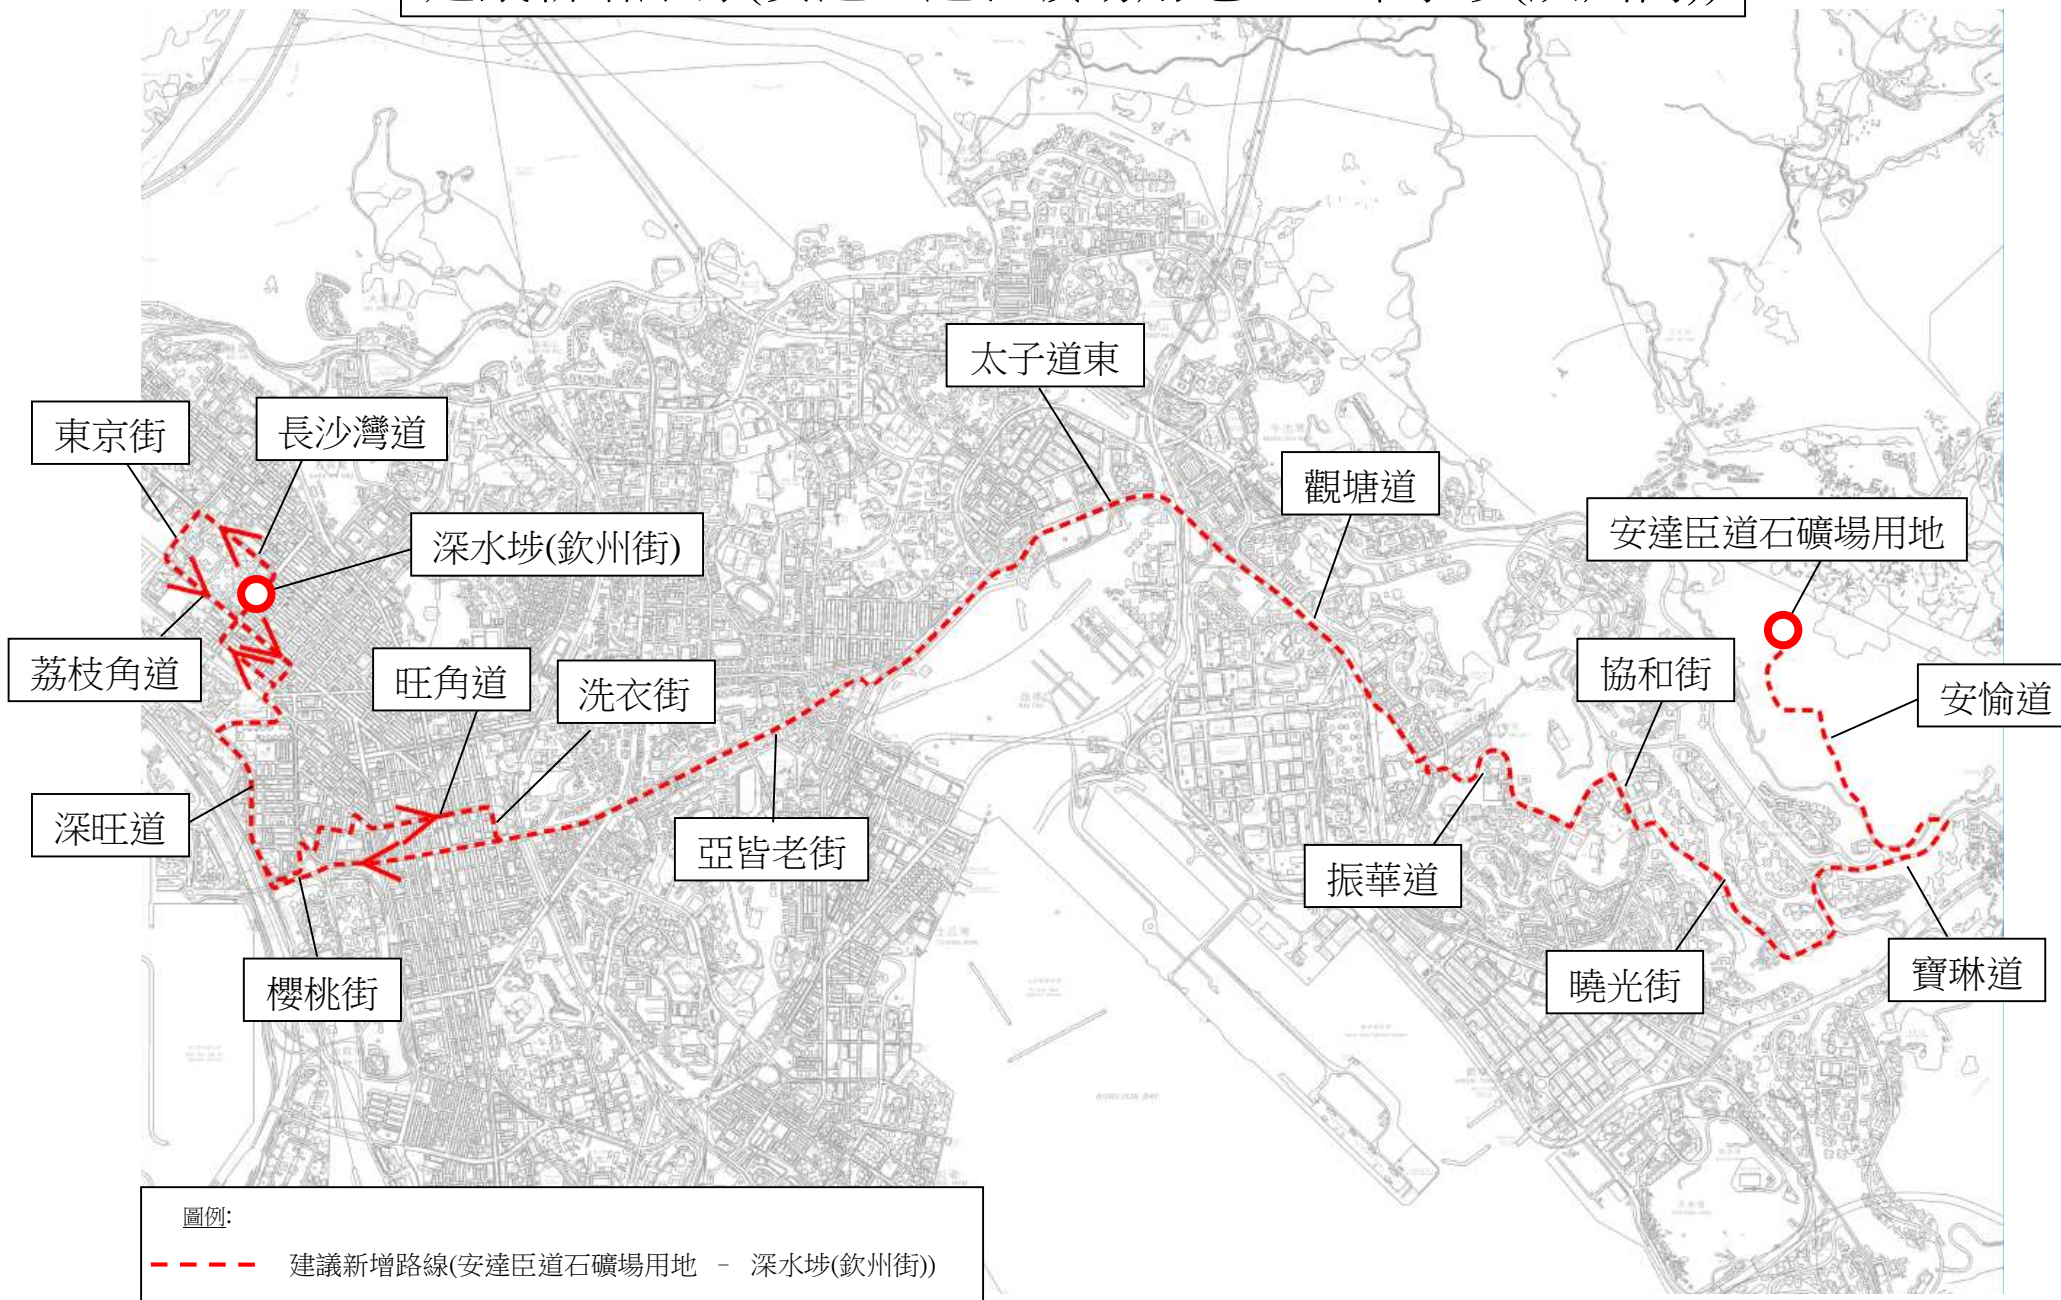 太子道東
東京街
長沙灣道
觀塘道
安達臣道石礦場用地
深水埗(欽州街)
荔枝角道
旺角道
洗衣街
協和街
安愉道
深旺道
亞皆老街
振華道
櫻桃街
曉光街
寶琳道
圖例:
建議新增路線(安達臣道石礦場用地 - 深水埗(欽州街))